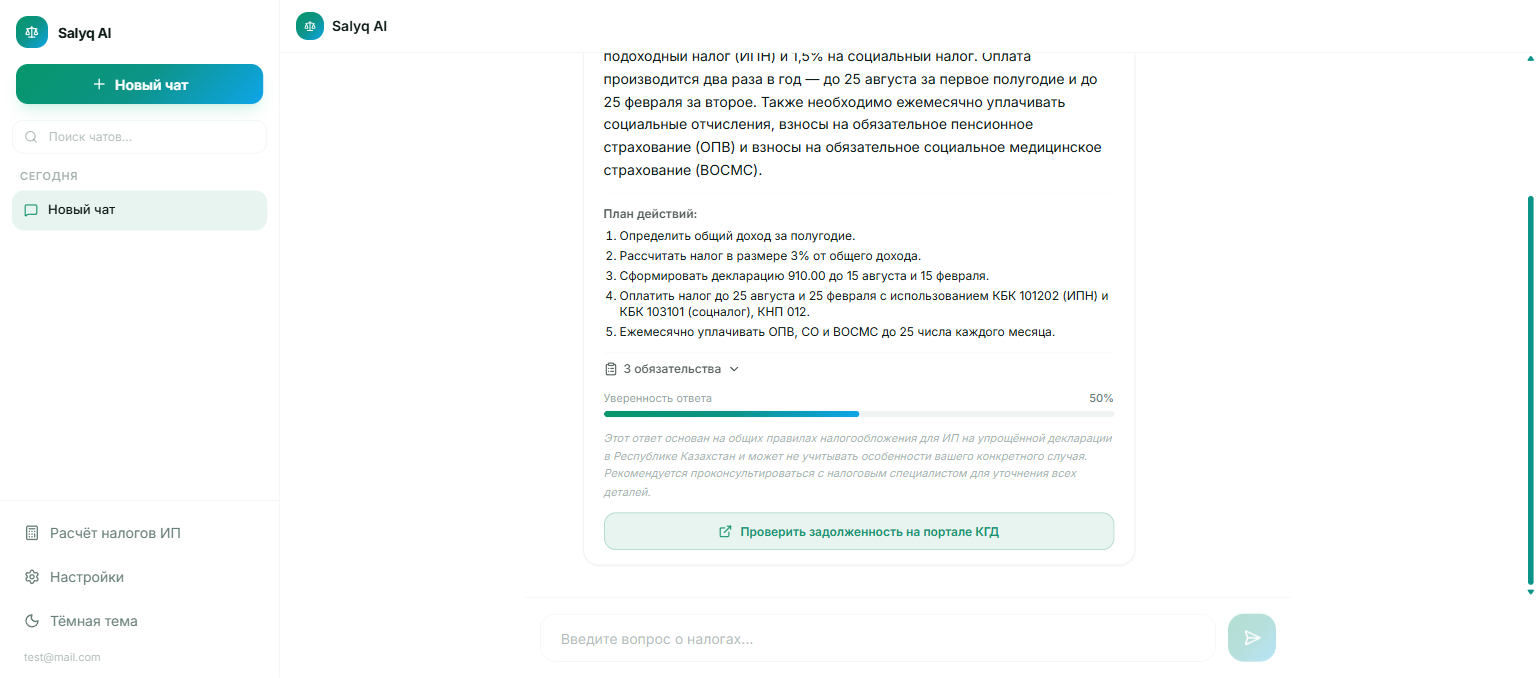 Salyq AI
Новый чат
Поиск чатов...
СЕГОДНЯ
Новый чат
Расчёт налогов ИП
Настройки
Тёмная тема
test@mail.com
Salyq AI
подоходный налог (ИПН) и 1,5% на социальный налог. Оплата
производится два раза в год — до 25 августа за первое полугодие и до
25 февраля за второе. Также необходимо ежемесячно уплачивать
социальные отчисления, взносы на обязательное пенсионное
страхование (ОПВ) и взносы на обязательное социальное медицинское
страхование (ВОСМС).
План действий:
1. Определить общий доход за полугодие.
2. Рассчитать налог в размере 3% от общего дохода.
3. Сформировать декларацию 910.00 до 15 августа и 15 февраля.
4. Оплатить налог до 25 августа и 25 февраля с использованием КБК 101202 (ИПН) и
КБК 103101 (соцналог), КНП 012.
5. Ежемесячно уплачивать ОПВ, СО и ВОСМС до 25 числа каждого месяца.
3 обязательства
Уверенность ответа 50%
Этот ответ основан на общих правилах налогообложения для ИП на упрощённой декларации
в Республике Казахстан и может не учитывать особенности вашего конкретного случая.
Рекомендуется проконсультироваться с налоговым специалистом для уточнения всех
деталей.
Проверить задолженность на портале КГД
Введите вопрос о налогах...